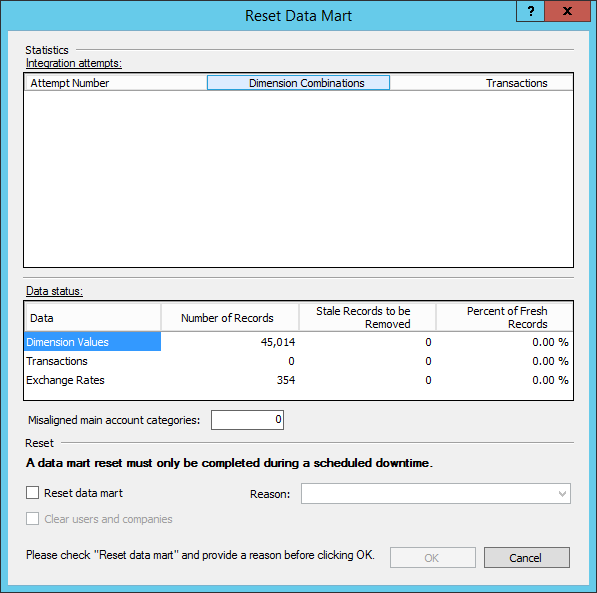 Reset Data Mart
?
x
Statistics
Integration attempts:
Attempt Number Dimension Combinations Transactions
Data status:
Data Number of Records Stale Records to be Removed Percent of Fresh Records
Dimension Values 45,014 0 0.00 %
Transactions 0 0 0.00 %
Exchange Rates 354 0 0.00 %
Misaligned main account categories: 0
Reset
A data mart reset must only be completed during a scheduled downtime.
Reset data mart Reason:
Clear users and companies
Please check "Reset data mart" and provide a reason before clicking OK. OK Cancel